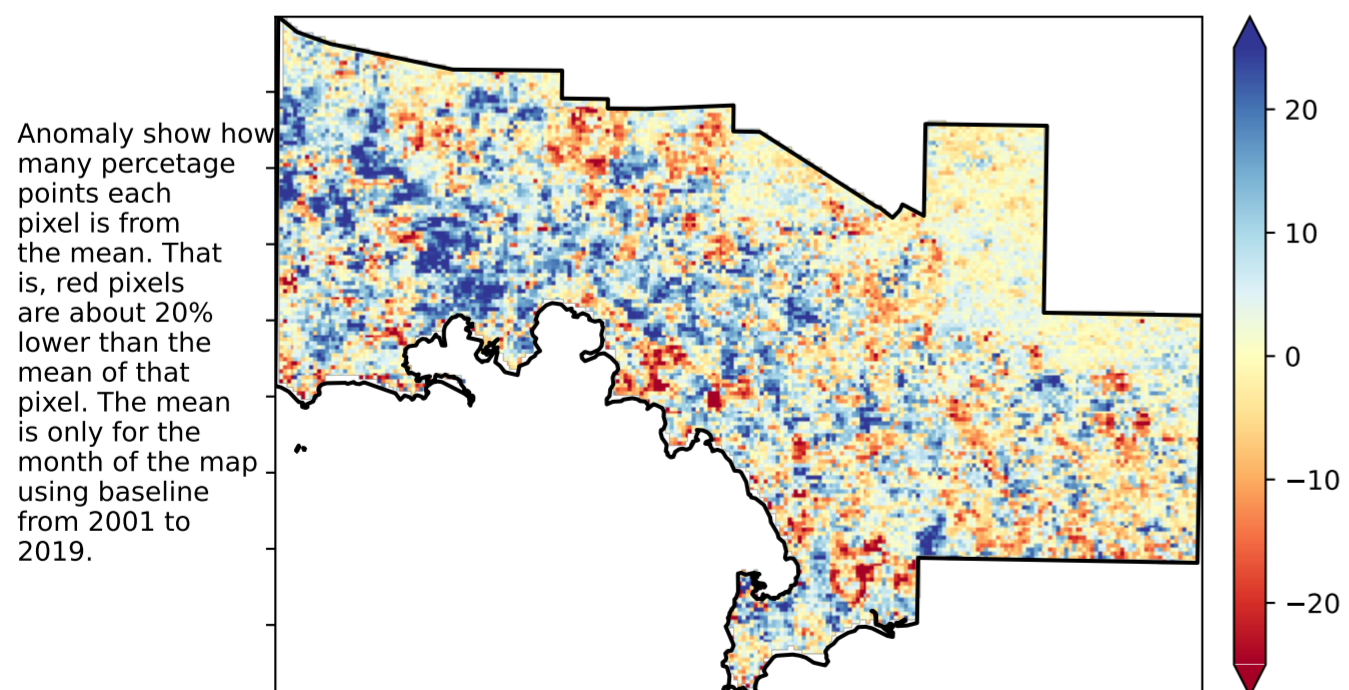 Anomaly show how
many percetage
points each
pixel is from
the mean. That
is, red pixels
are about 20%
lower than the
mean of that
pixel. The mean
is only for the
month of the map
using baseline
from 2001 to
2019.
20
10
0
−10
−20